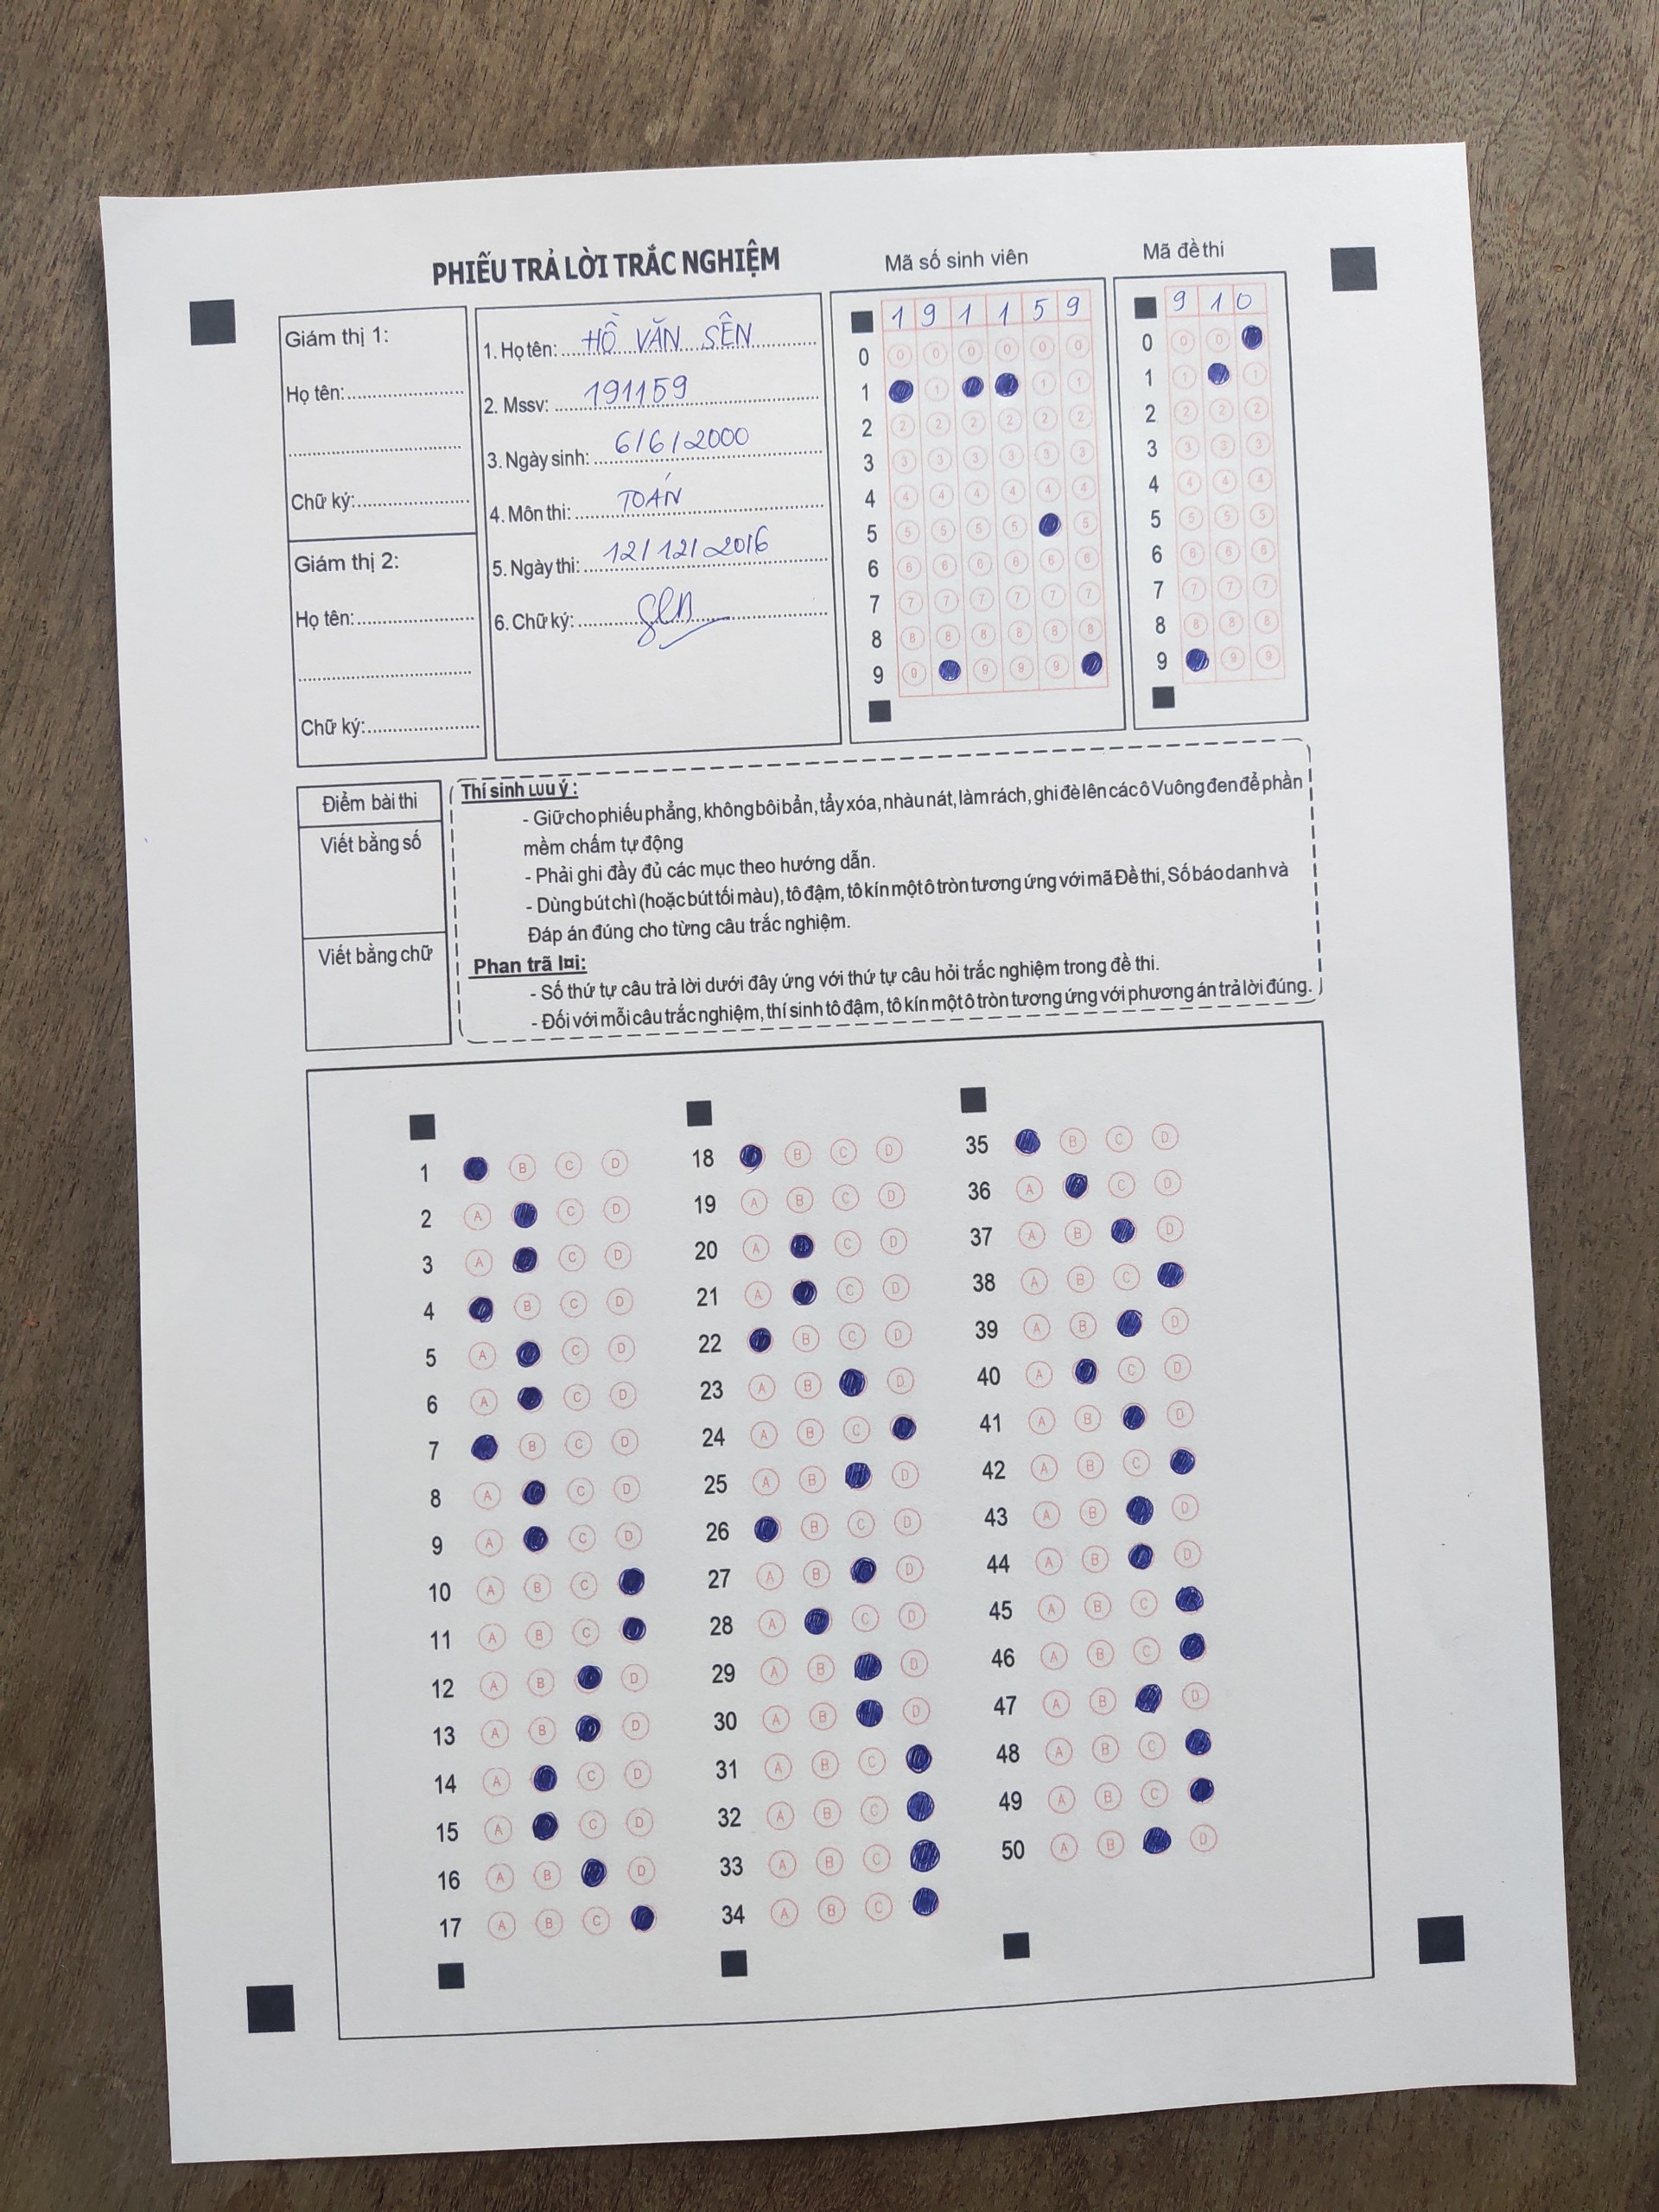 PHIẾU TRẢ LỜI TRẮC NGHIỆM
Mã số sinh viên
Mã đề thi
Giám thị 1:
Họ tên:
Chữ ký:
Giám thị 2:
Họ tên:
Chữ ký:
1. Họ tên: HỒ VĂN SÊN
2. Mssv: 191159
3. Ngày sinh: 6/6/2000
4. Môn thi: TOÁN
5. Ngày thi: 12/12/2016
6. Chữ ký: Sen
1 9 1 1 5 9
0 0 0 0 0 0 0
1 1 1 1
2 2 2 2 2 2 2
3 3 3 3 3 3 3
4 4 4 4 4 4 4
5 5 5 5 5 5
6 6 6 6 6 6 6
7 7 7 7 7 7 7
8 8 8 8 8 8 8
9 9 9 9 9
9 1 0
0 0 0
1 1 1
2 2 2 2
3 3 3 3
4 4 4 4
5 5 5 5
6 6 6 6
7 7 7 7
8 8 8 8
9 9 9
Điểm bài thi
Viết bằng số
Viết bằng chữ
Thí sinh Lưu ý :
- Giữ cho phiếu phẳng, không bôi bẩn, tẩy xóa, nhàu nát, làm rách, ghi đè lên các ô Vuông đen để phần
mềm chấm tự động
- Phải ghi đầy đủ các mục theo hướng dẫn.
- Dùng bút chì (hoặc bút tối màu), tô đậm, tô kín một ô tròn tương ứng với mã Đề thi, Số báo danh và
Đáp án đúng cho từng câu trắc nghiệm.
Phan trã l¤i:
- Số thứ tự câu trả lời dưới đây ứng với thứ tự câu hỏi trắc nghiệm trong đề thi.
- Đối với mỗi câu trắc nghiệm, thí sinh tô đậm, tô kín một ô tròn tương ứng với phương án trả lời đúng.
1 B C D
2 A C D
3 A C D
4 B C D
5 A C D
6 A C D
7 B C D
8 A C D
9 A C D
10 A B C
11 A B C
12 A B D
13 A B D
14 A C D
15 A C D
16 A B D
17 A B C
18 B C D
19 A B C D
20 A C D
21 A C D
22 B C D
23 A B D
24 A B C
25 A B D
26 B C D
27 A B D
28 A C D
29 A B D
30 A B D
31 A B C
32 A B C
33 A B C
34 A B C
35 B C D
36 A C D
37 A B D
38 A B C
39 A B D
40 A C D
41 A B D
42 A B C
43 A B D
44 A B D
45 A B C
46 A B C
47 A B D
48 A B C
49 A B C
50 A B D